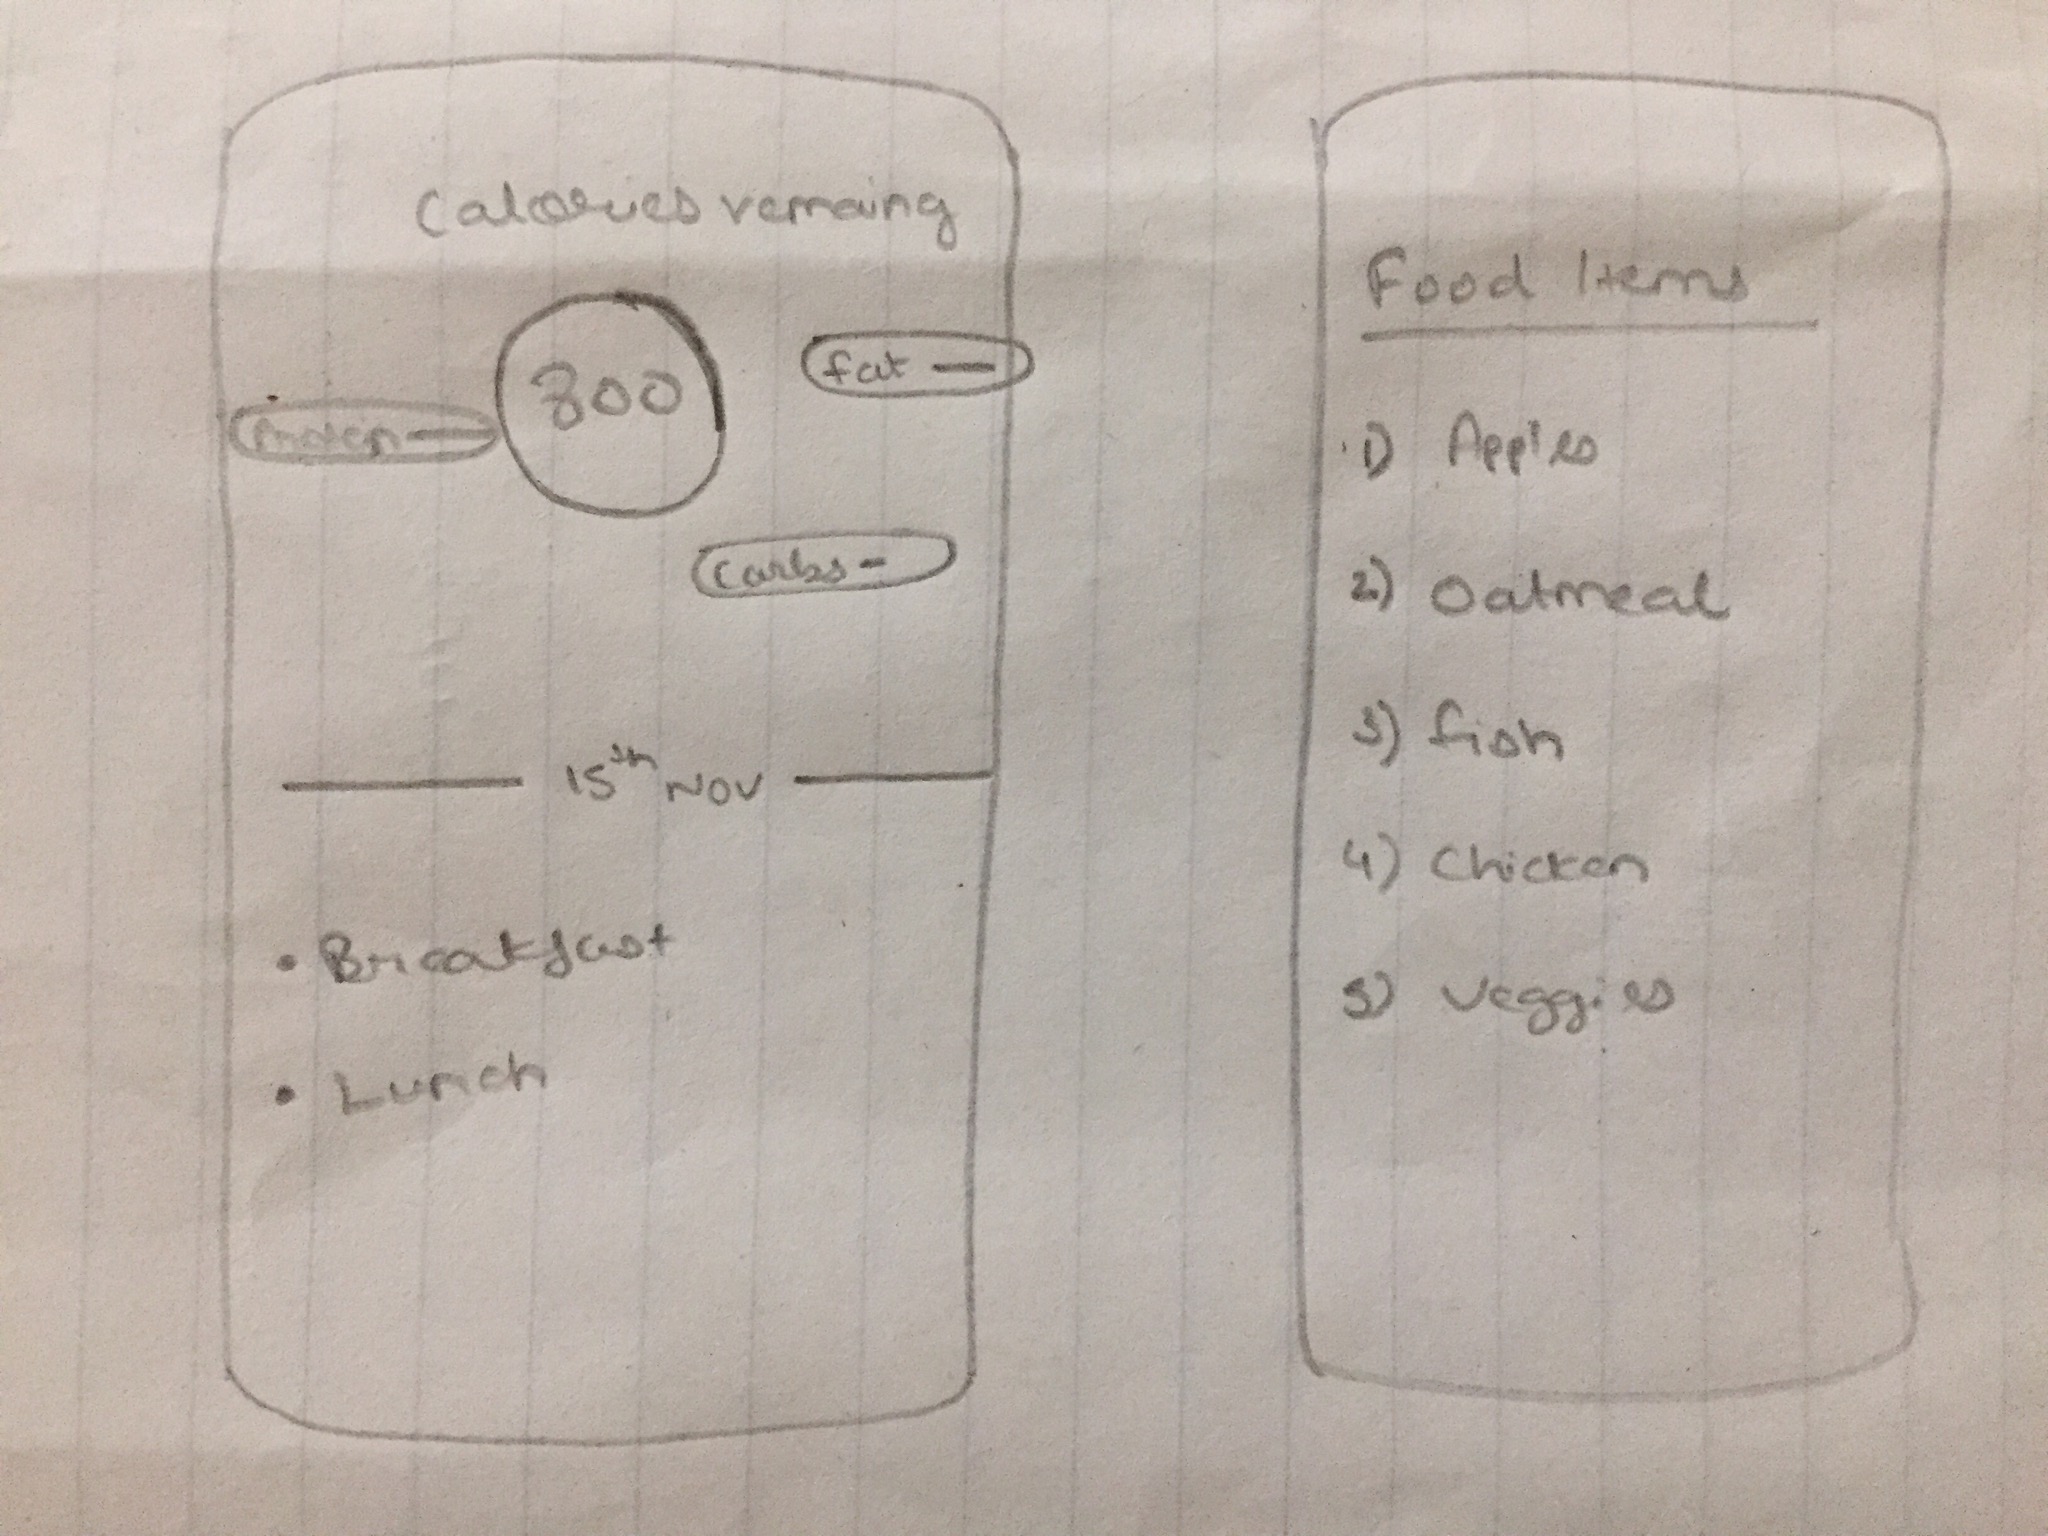 Calories remaing
800
fat —
Protein —
Carbs -
15th NOV
• Breakfast
• Lunch
Food Items
1) Apples
2) Oatmeal
3) fish
4) Chicken
5) Veggies